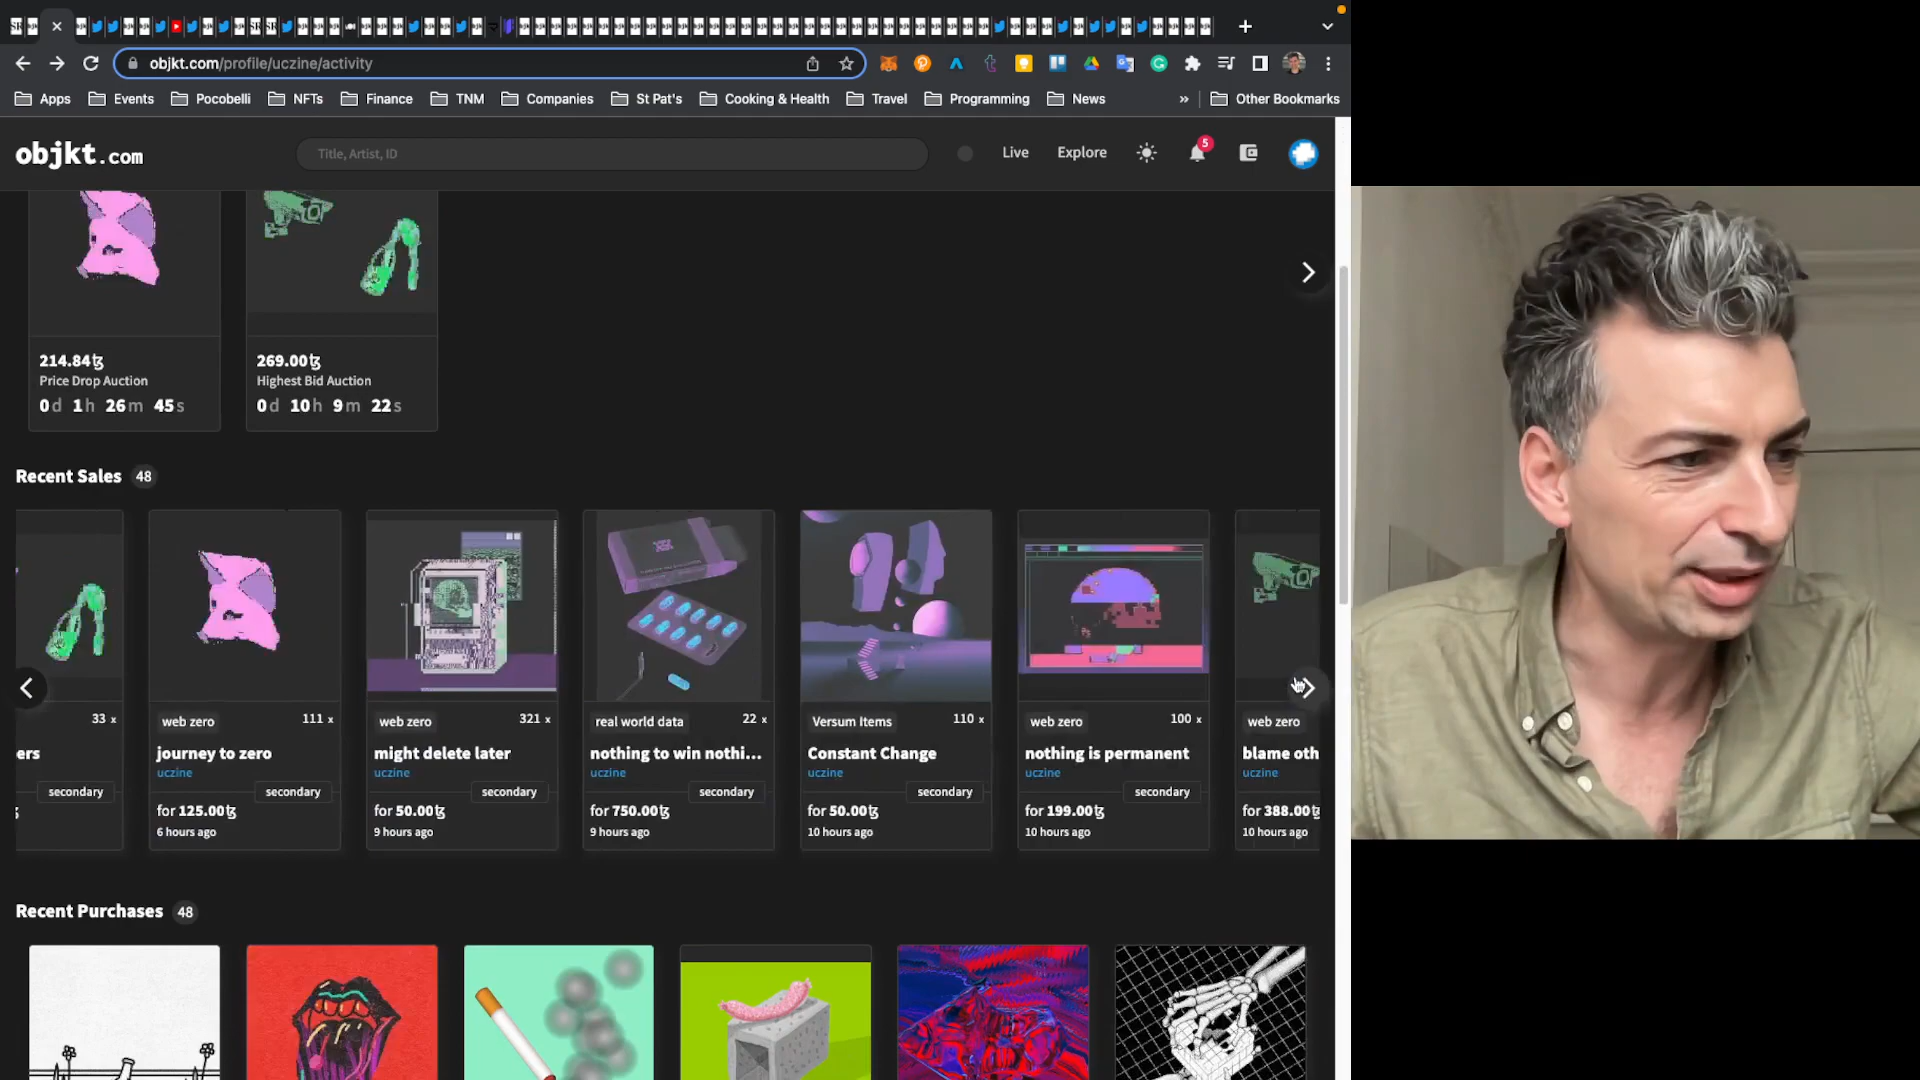 objkt.com/profile/uczine/activity
Apps Events Pocobelli NFTs Finance TNM Companies St Pat's Cooking & Health Travel Programming News » Other Bookmarks
objkt.com Title, Artist, ID Live Explore 5
214.84ꜩ 269.00ꜩ
Price Drop Auction Highest Bid Auction
0d 1h 26m 45s 0d 10h 9m 22s
Recent Sales 48
33 x web zero 111 x web zero 321 x real world data 22 x Versum Items 110 x web zero 100 x web zero
ers journey to zero might delete later nothing to win nothi... Constant Change nothing is permanent blame oth
uczine uczine uczine uczine uczine uczine
secondary secondary secondary secondary secondary secondary
for 125.00ꜩ for 50.00ꜩ for 750.00ꜩ for 50.00ꜩ for 199.00ꜩ for 388.00ꜩ
6 hours ago 9 hours ago 9 hours ago 10 hours ago 10 hours ago 10 hours ago
Recent Purchases 48